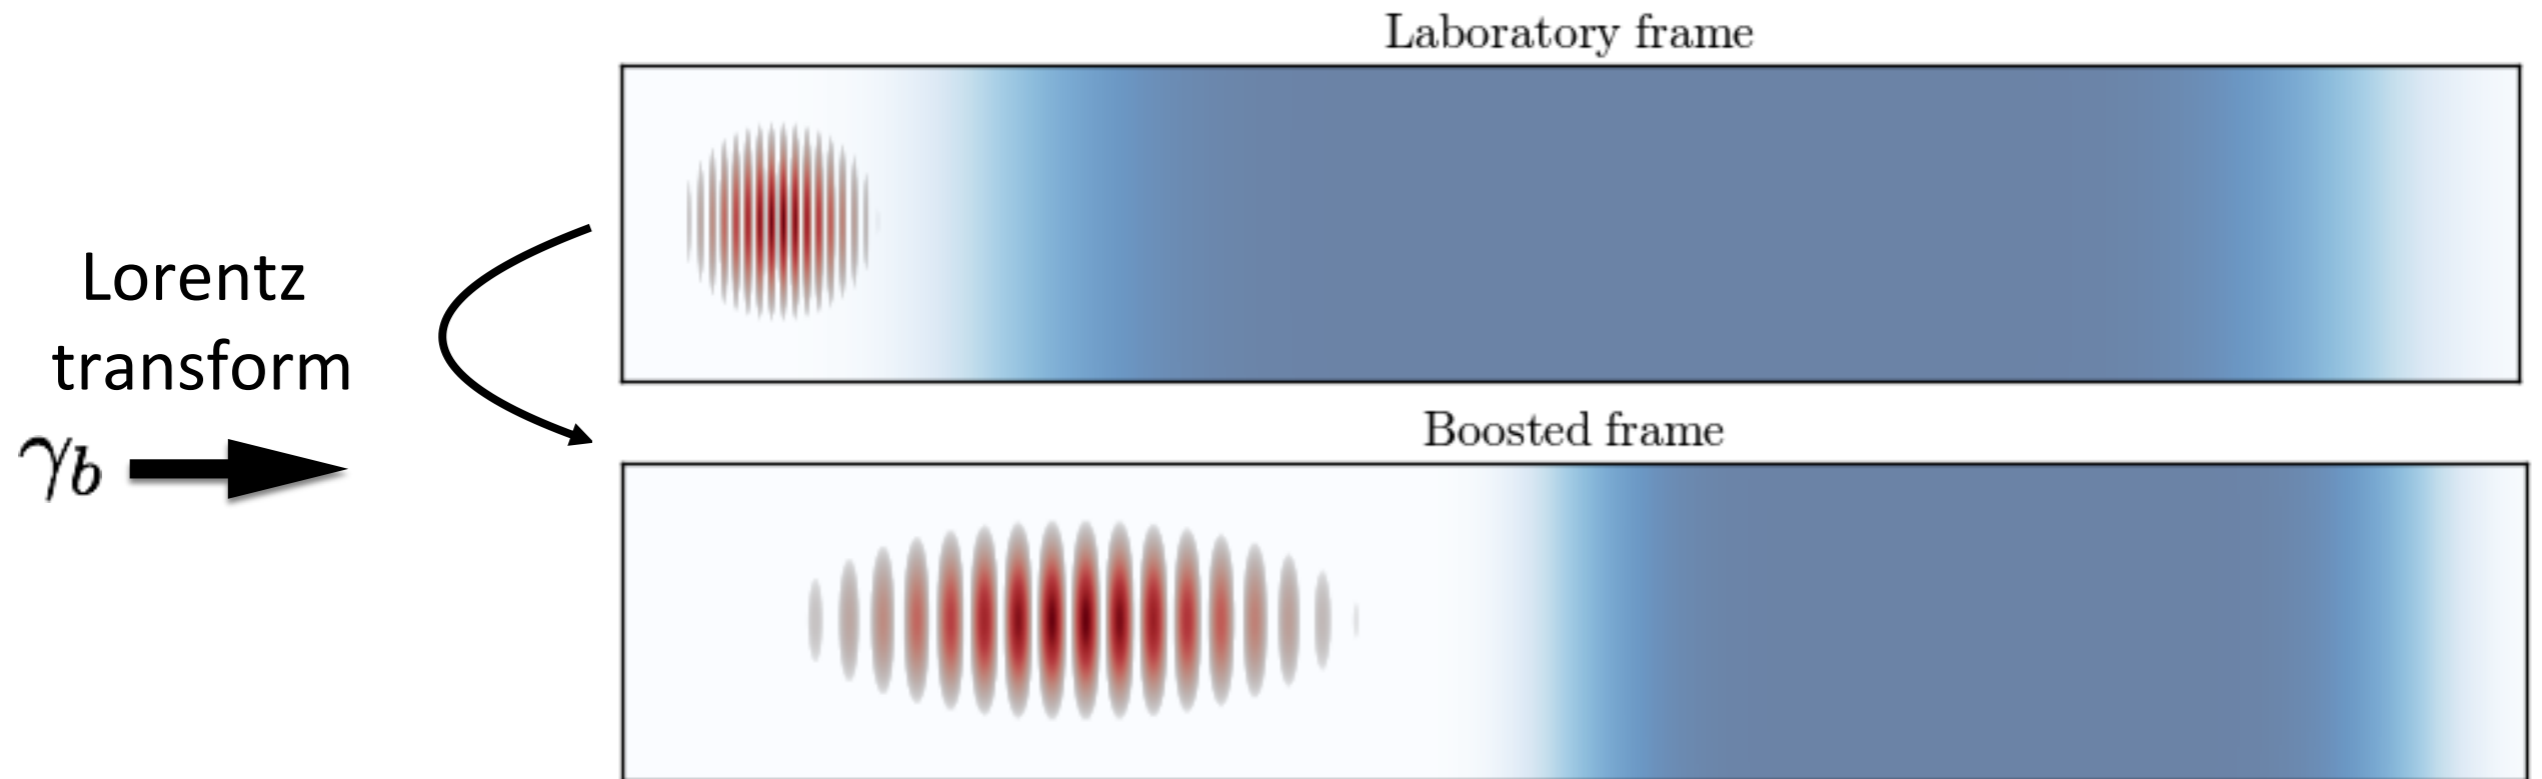 Laboratory frame
Lorentz
transform
γb
Boosted frame